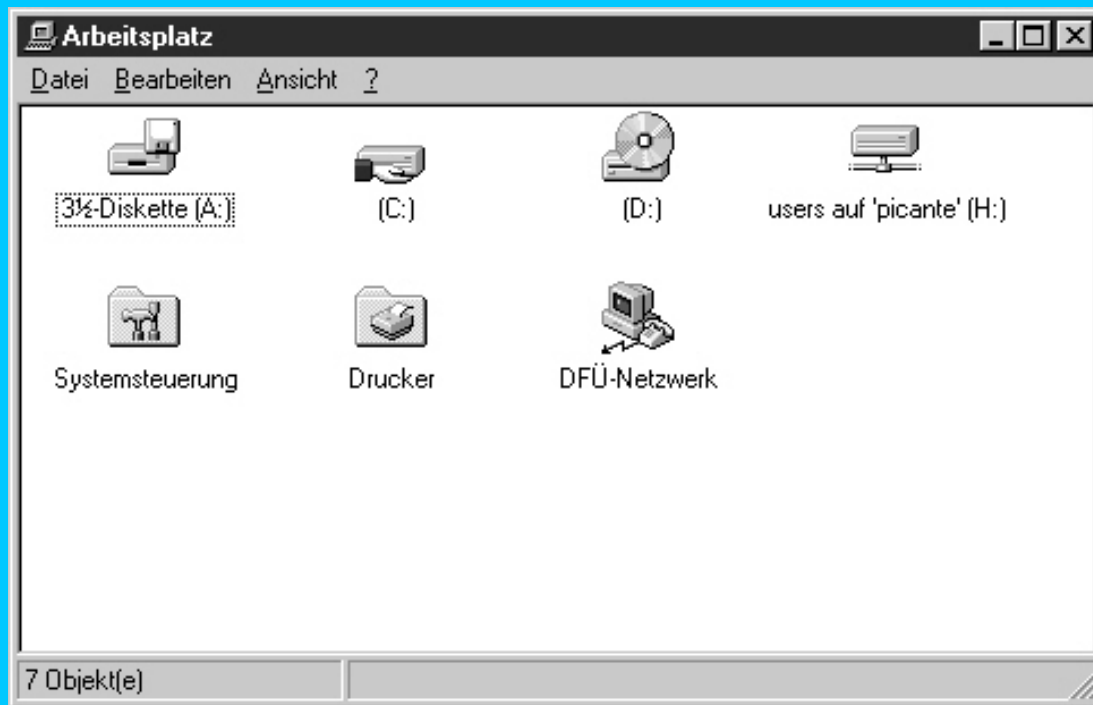 Arbeitsplatz
Datei Bearbeiten Ansicht ?
3½-Diskette (A:) (C:) (D:) users auf 'picante' (H:)
Systemsteuerung Drucker DFÜ-Netzwerk
7 Objekt(e)